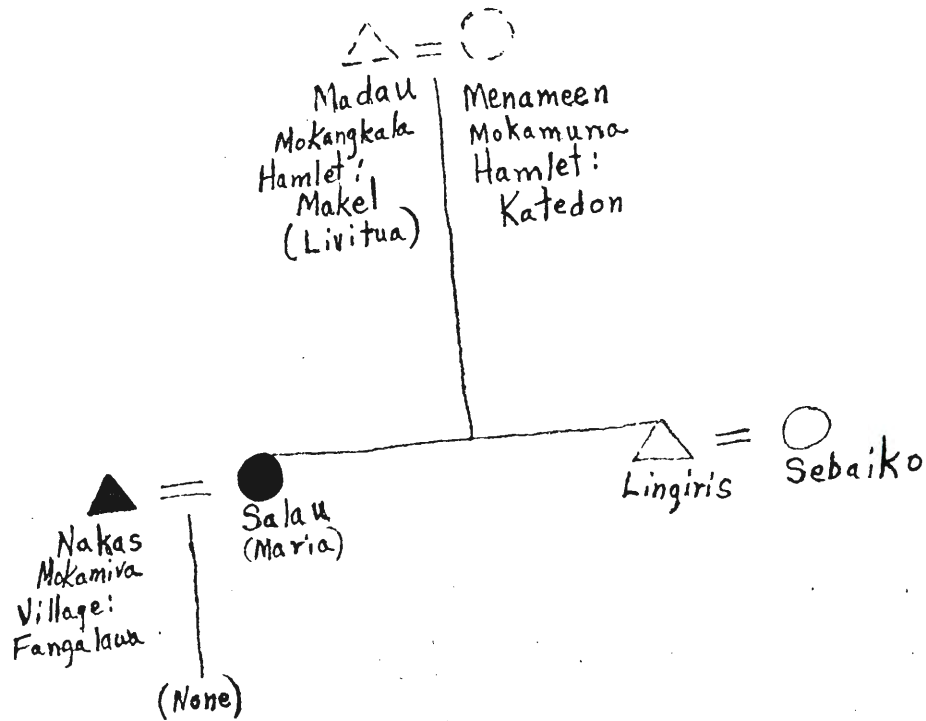 Madau
Mokangkala
Hamlet:
Makel
(Livitua)
Menameen
Mokamuna
Hamlet:
Katedon
Lingiris
Sebaiko
Salau
(Maria)
Nakas
Mokamiva
Village:
Fangalawa
(None)